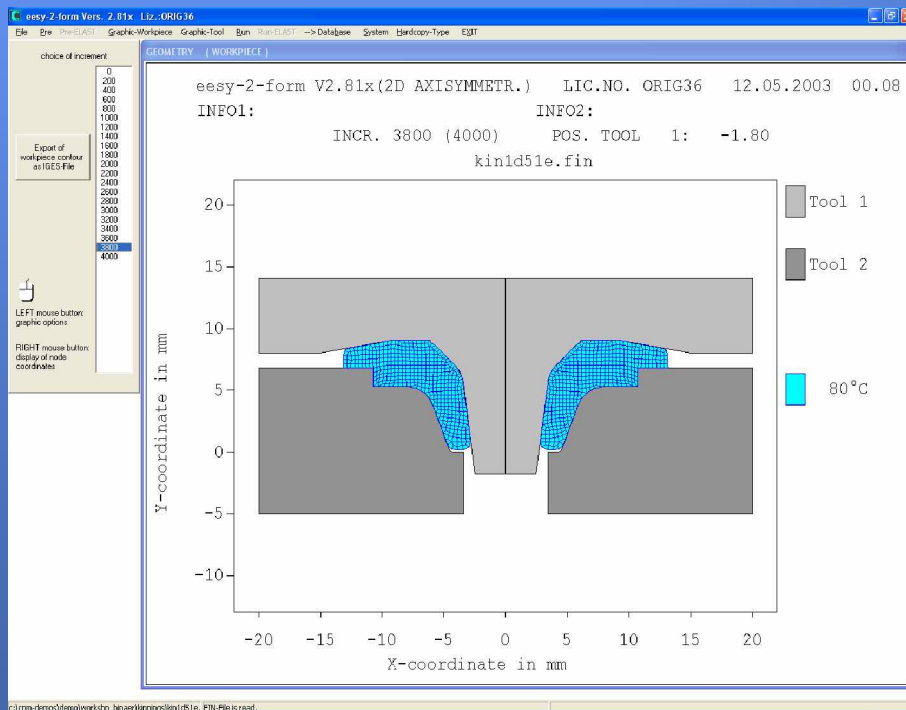 eesy-2-form Vers. 2.81x Liz.:ORIG36
File Pre Pre-ELAST Graphic-Workpiece Graphic-Tool Run Run-ELAST --> Database System Hardcopy-Type EXIT
choice of increment
0
200
400
600
800
1000
1200
1400
1600
1800
2000
2200
2400
2600
2800
3000
3200
3400
3600
3800
4000
Export of
workpiece contour
as IGES-File
LEFT mouse button:
graphic options
RIGHT mouse button:
display of node
coordinates
GEOMETRY ( WORKPIECE )
eesy-2-form V2.81x(2D AXISYMMETR.) LIC.NO. ORIG36 12.05.2003 00.08
INFO1: INFO2:
INCR. 3800 (4000) POS. TOOL 1: -1.80
kin1d51e.fin
Y-coordinate in mm
20
15
10
5
0
-5
-10
-20 -15 -10 -5 0 5 10 15 20
X-coordinate in mm
Tool 1
Tool 2
80°C
FIN-File is read.